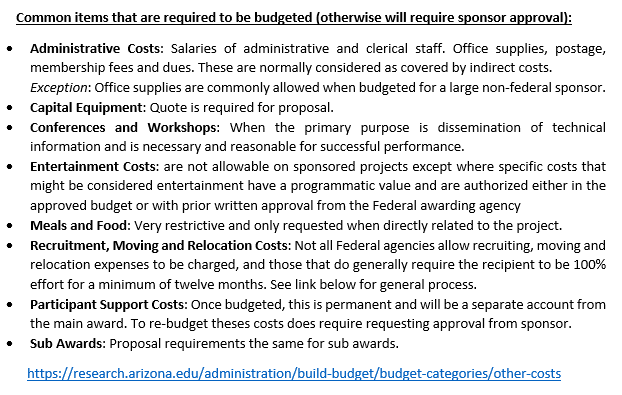 Common items that are required to be budgeted (otherwise will require sponsor approval):
• Administrative Costs: Salaries of administrative and clerical staff. Office supplies, postage,
membership fees and dues. These are normally considered as covered by indirect costs.
Exception: Office supplies are commonly allowed when budgeted for a large non-federal sponsor.
• Capital Equipment: Quote is required for proposal.
• Conferences and Workshops: When the primary purpose is dissemination of technical
information and is necessary and reasonable for successful performance.
• Entertainment Costs: are not allowable on sponsored projects except where specific costs that
might be considered entertainment have a programmatic value and are authorized either in the
approved budget or with prior written approval from the Federal awarding agency
• Meals and Food: Very restrictive and only requested when directly related to the project.
• Recruitment, Moving and Relocation Costs: Not all Federal agencies allow recruiting, moving and
relocation expenses to be charged, and those that do generally require the recipient to be 100%
effort for a minimum of twelve months. See link below for general process.
• Participant Support Costs: Once budgeted, this is permanent and will be a separate account from
the main award. To re-budget theses costs does require requesting approval from sponsor.
• Sub Awards: Proposal requirements the same for sub awards.
https://research.arizona.edu/administration/build-budget/budget-categories/other-costs